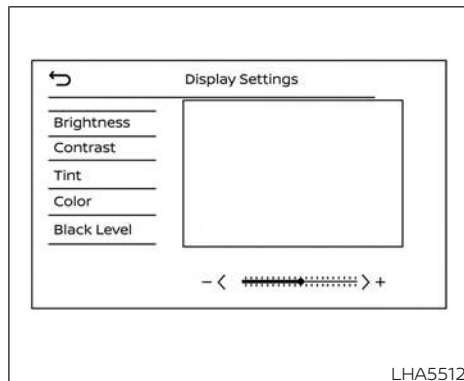 Display Settings
Brightness
Contrast
Tint
Color
Black Level
- < > +
LHA5512